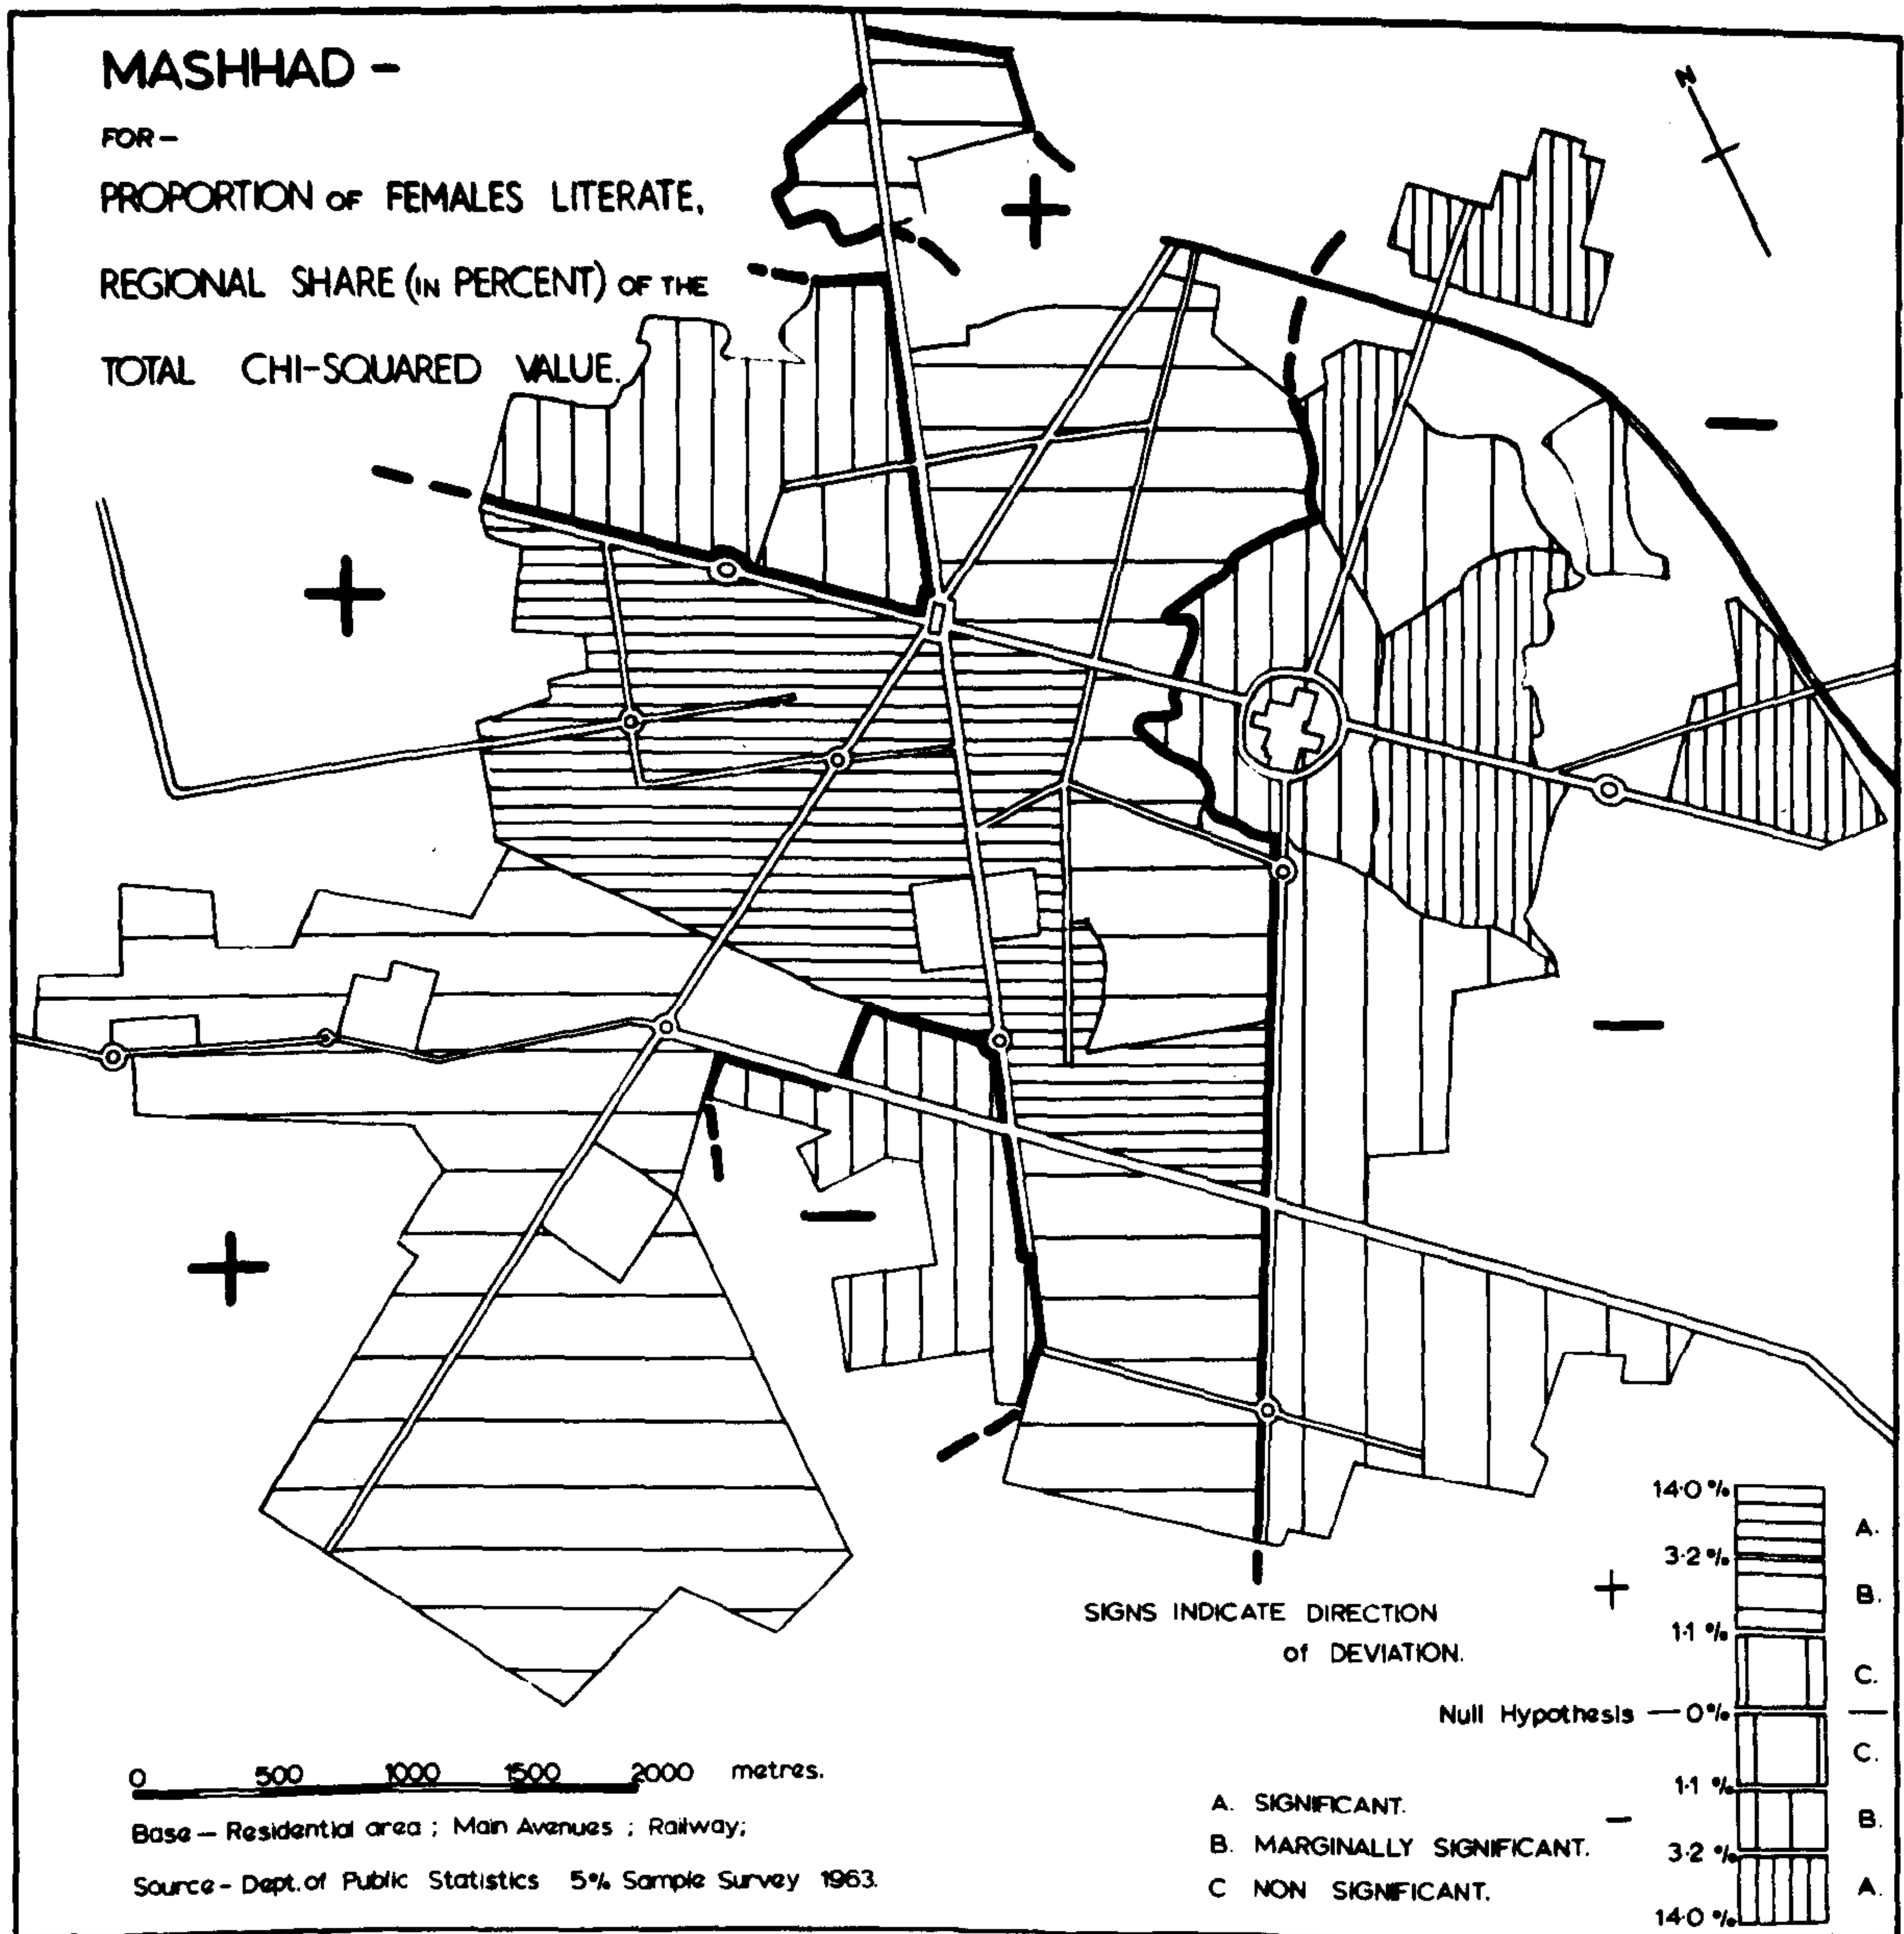 MASHHAD –
FOR –
PROPORTION OF FEMALES LITERATE,
REGIONAL SHARE (IN PERCENT) OF THE
TOTAL CHI-SQUARED VALUE.
N
+
+
−
+
−
−
+
SIGNS INDICATE DIRECTION
of DEVIATION.
14·0 %
A.
3·2 %
+
B.
1·1 %
C.
Null Hypothesis — 0%
C.
1·1 %
−
B.
3·2 %
A.
14·0 %
A. SIGNIFICANT.
B. MARGINALLY SIGNIFICANT.
C NON SIGNIFICANT.
0 500 1000 1500 2000 metres.
Base – Residential area ; Main Avenues ; Railway;
Source – Dept. of Public Statistics 5% Sample Survey 1963.